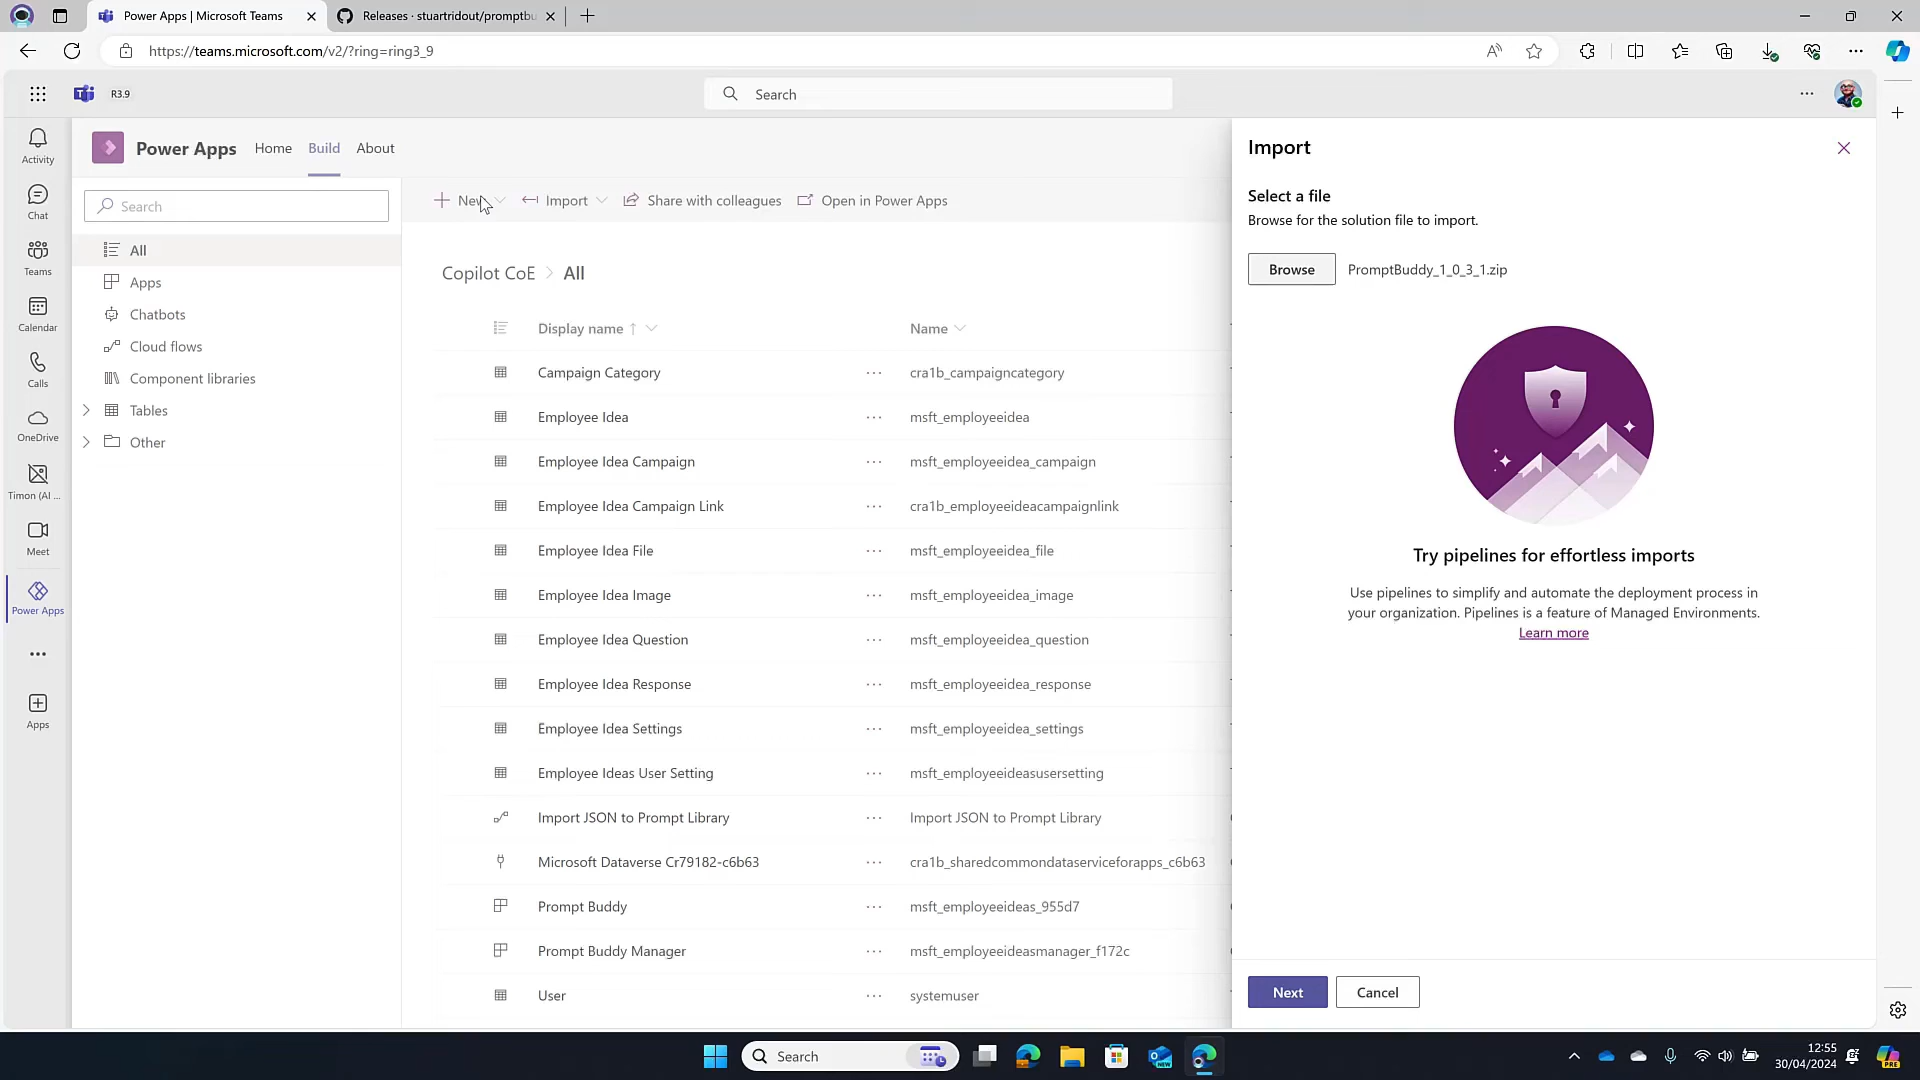 Power Apps | Microsoft Teams
Releases · stuartridout/promptbu
https://teams.microsoft.com/v2/?ring=ring3_9
R3.9
Search
Activity
Chat
Teams
Calendar
Calls
OneDrive
Timon (AI ...
Meet
Power Apps
Apps
Power Apps
Home
Build
About
Search
All
Apps
Chatbots
Cloud flows
Component libraries
Tables
Other
New
Import
Share with colleagues
Open in Power Apps
Copilot CoE > All
Display name ↑
Name
Campaign Category ··· cra1b_campaigncategory
Employee Idea ··· msft_employeeidea
Employee Idea Campaign ··· msft_employeeidea_campaign
Employee Idea Campaign Link ··· cra1b_employeeideacampaignlink
Employee Idea File ··· msft_employeeidea_file
Employee Idea Image ··· msft_employeeidea_image
Employee Idea Question ··· msft_employeeidea_question
Employee Idea Response ··· msft_employeeidea_response
Employee Idea Settings ··· msft_employeeidea_settings
Employee Ideas User Setting ··· msft_employeeideasusersetting
Import JSON to Prompt Library ··· Import JSON to Prompt Library
Microsoft Dataverse Cr79182-c6b63 ··· cra1b_sharedcommondataserviceforapps_c6b63
Prompt Buddy ··· msft_employeeideas_955d7
Prompt Buddy Manager ··· msft_employeeideasmanager_f172c
User ··· systemuser
Import
Select a file
Browse for the solution file to import.
Browse
PromptBuddy_1_0_3_1.zip
Try pipelines for effortless imports
Use pipelines to simplify and automate the deployment process in
your organization. Pipelines is a feature of Managed Environments.
Learn more
Next
Cancel
Search
12:55
30/04/2024
NEW
PRE